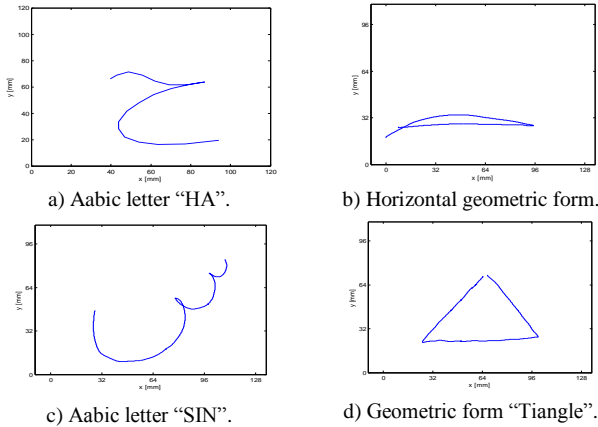 120
100
80
60
40
20
0
y [mm]
0 20 40 60 80 100 120
x [mm]
a) Aabic letter “HA”.
96
64
32
0
y [mm]
0 32 64 96 128
x [mm]
b) Horizontal geometric form.
96
64
32
0
y [mm]
0 32 64 96 128
x [mm]
c) Aabic letter “SIN”.
96
64
32
0
y [mm]
0 32 64 96 128
x [mm]
d) Geometric form “Tiangle”.